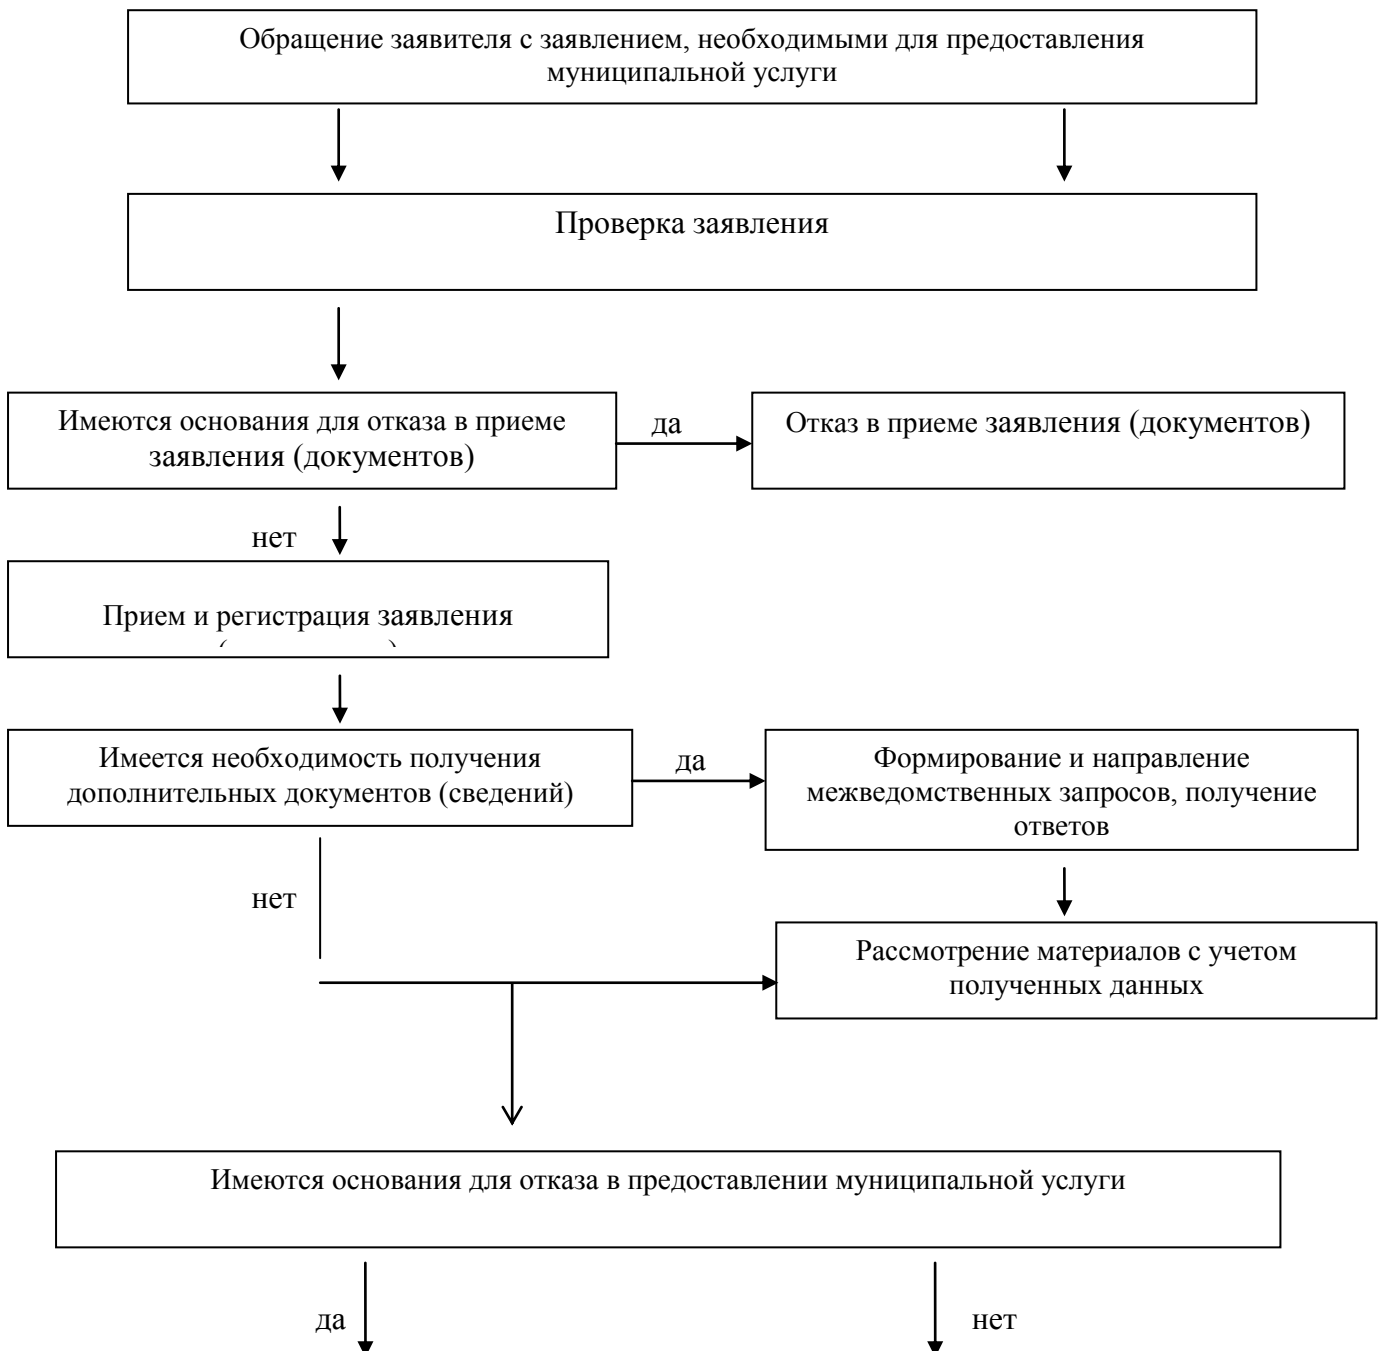 Обращение заявителя с заявлением, необходимыми для предоставления
муниципальной услуги
Проверка заявления
Имеются основания для отказа в приеме
заявления (документов)
да
Отказ в приеме заявления (документов)
нет
Прием и регистрация заявления
Имеется необходимость получения
дополнительных документов (сведений)
да
Формирование и направление
межведомственных запросов, получение
ответов
нет
Рассмотрение материалов с учетом
полученных данных
Имеются основания для отказа в предоставлении муниципальной услуги
да
нет